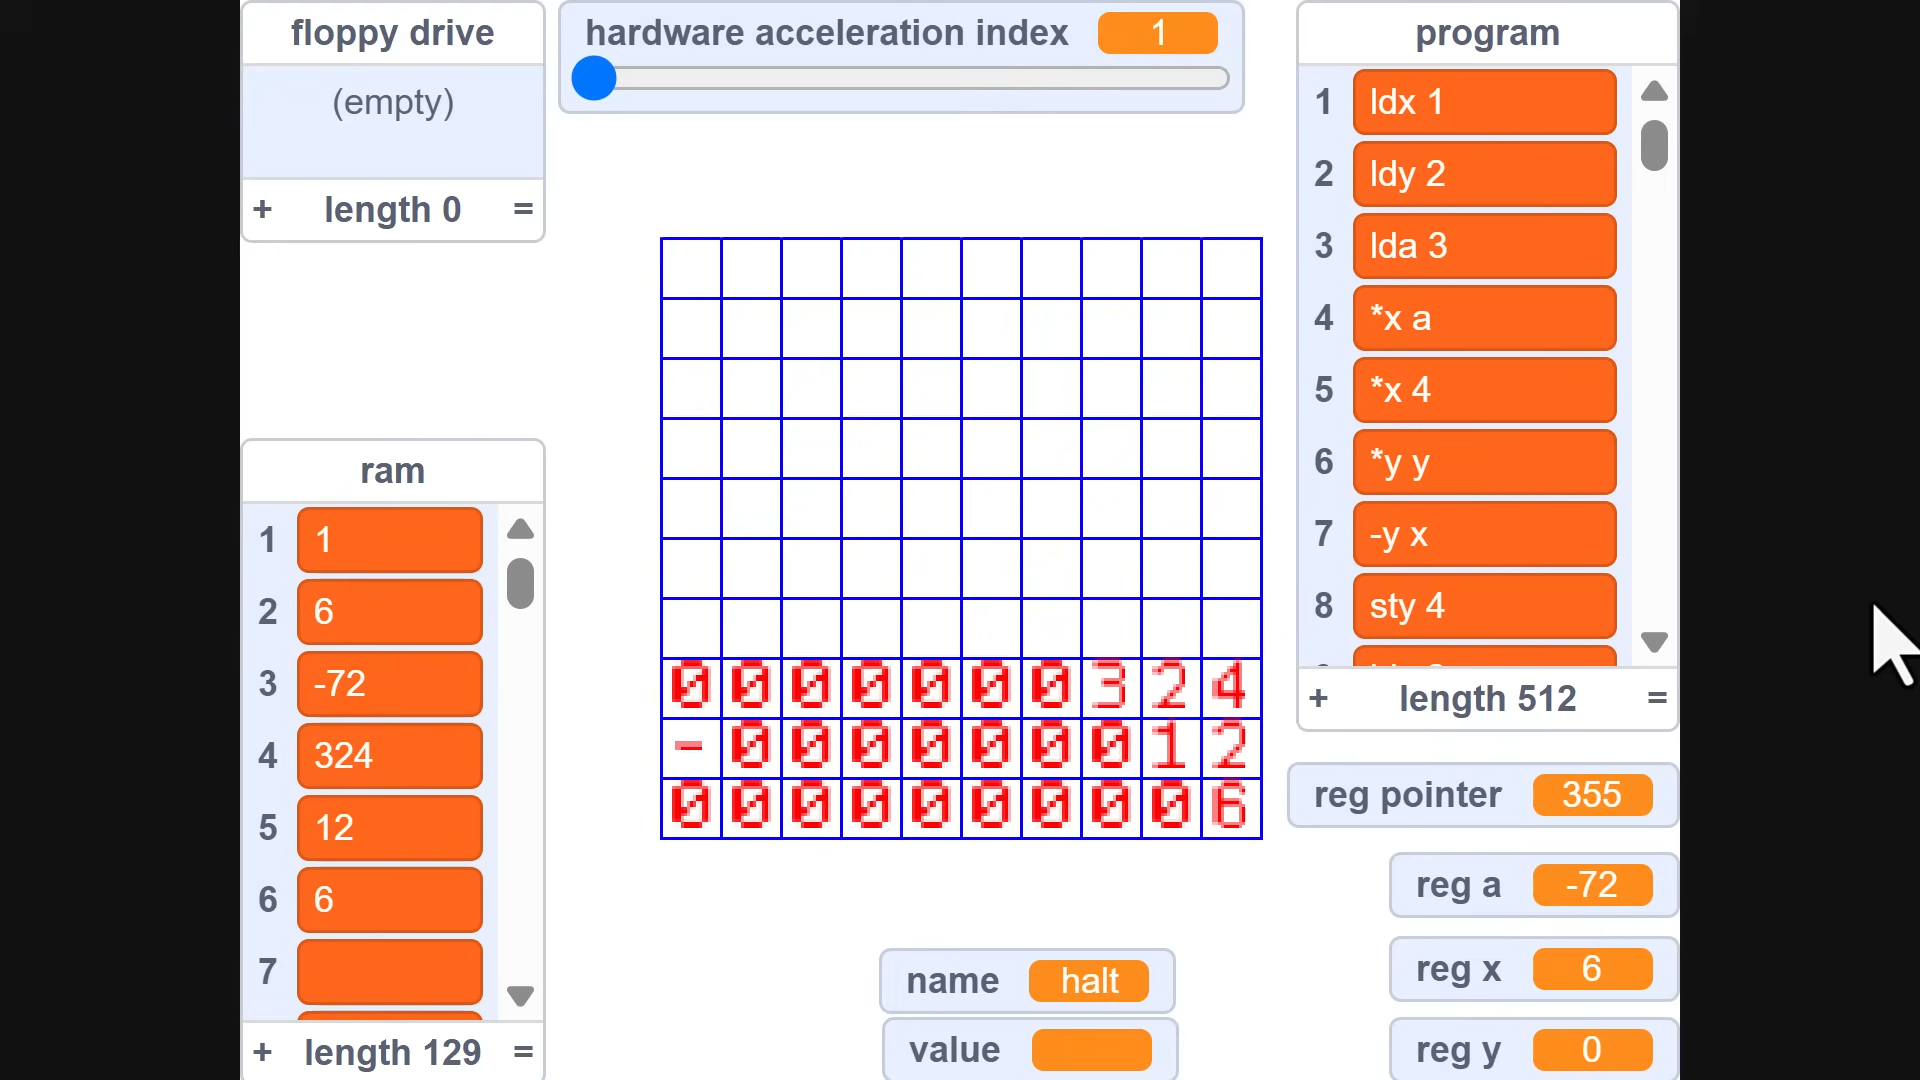 floppy drive
(empty)
+ length 0 =
hardware acceleration index 1
program
1 ldx 1
2 ldy 2
3 lda 3
4 *x a
5 *x 4
6 *y y
7 -y x
8 sty 4
+ length 512 =
ram
1 1
2 6
3 -72
4 324
5 12
6 6
7
+ length 129 =
0000000324
-000000012
0000000006
reg pointer 355
reg a -72
reg x 6
reg y 0
name halt
value